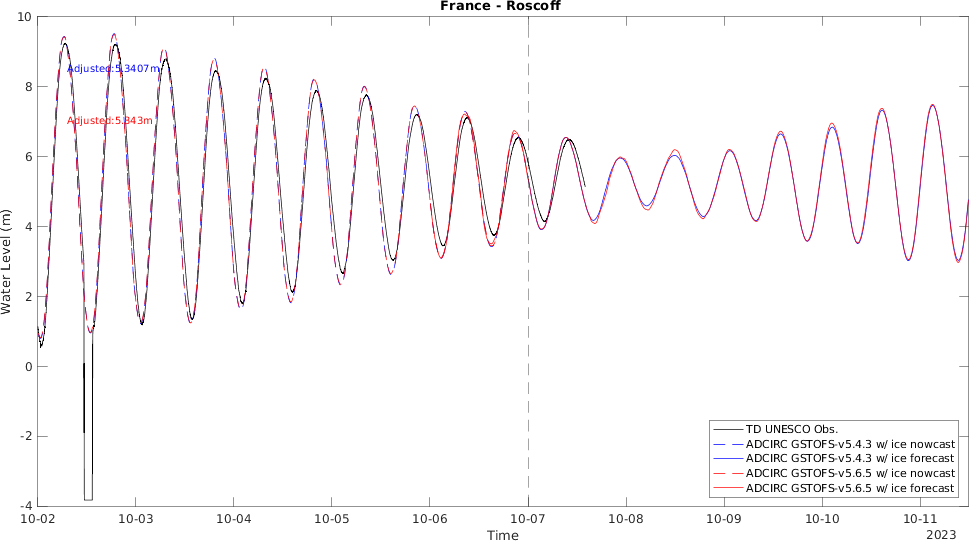 France - Roscoff
Water Level (m)
10
8
6
4
2
0
-2
-4
Adjusted:5.3407m
Adjusted:5.343m
TD UNESCO Obs.
ADCIRC GSTOFS-v5.4.3 w/ ice nowcast
ADCIRC GSTOFS-v5.4.3 w/ ice forecast
ADCIRC GSTOFS-v5.6.5 w/ ice nowcast
ADCIRC GSTOFS-v5.6.5 w/ ice forecast
10-02 10-03 10-04 10-05 10-06 10-07 10-08 10-09 10-10 10-11
Time
2023